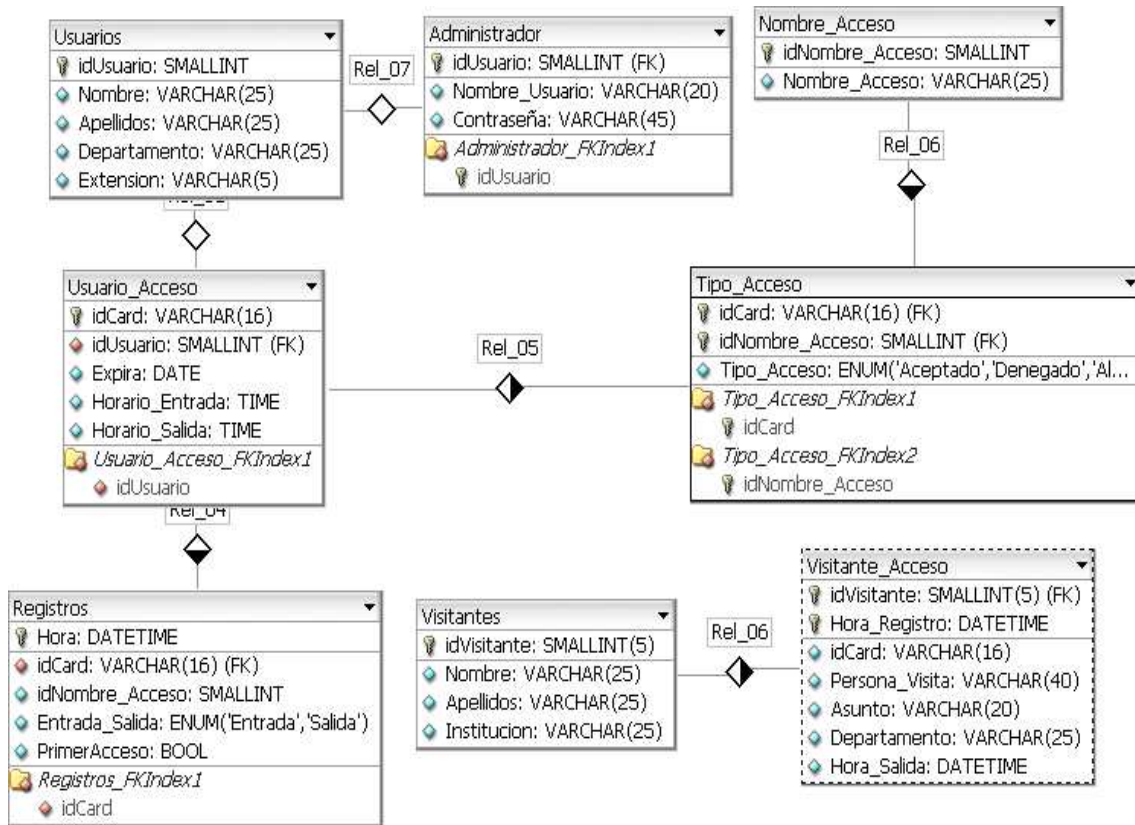 Usuarios
idUsuario: SMALLINT
Nombre: VARCHAR(25)
Apellidos: VARCHAR(25)
Departamento: VARCHAR(25)
Extension: VARCHAR(5)
Rel_07
Administrador
idUsuario: SMALLINT (FK)
Nombre_Usuario: VARCHAR(20)
Contraseña: VARCHAR(45)
Administrador_FKIndex1
idUsuario
Nombre_Acceso
idNombre_Acceso: SMALLINT
Nombre_Acceso: VARCHAR(25)
Rel_06
Usuario_Acceso
idCard: VARCHAR(16)
idUsuario: SMALLINT (FK)
Expira: DATE
Horario_Entrada: TIME
Horario_Salida: TIME
Usuario_Acceso_FKIndex1
idUsuario
Rel_05
Tipo_Acceso
idCard: VARCHAR(16) (FK)
idNombre_Acceso: SMALLINT (FK)
Tipo_Acceso: ENUM('Aceptado','Denegado','Al...
Tipo_Acceso_FKIndex1
idCard
Tipo_Acceso_FKIndex2
idNombre_Acceso
Rel_04
Registros
Hora: DATETIME
idCard: VARCHAR(16) (FK)
idNombre_Acceso: SMALLINT
Entrada_Salida: ENUM('Entrada','Salida')
PrimerAcceso: BOOL
Registros_FKIndex1
idCard
Visitantes
idVisitante: SMALLINT(5)
Nombre: VARCHAR(25)
Apellidos: VARCHAR(25)
Institucion: VARCHAR(25)
Rel_06
Visitante_Acceso
idVisitante: SMALLINT(5) (FK)
Hora_Registro: DATETIME
idCard: VARCHAR(16)
Persona_Visita: VARCHAR(40)
Asunto: VARCHAR(20)
Departamento: VARCHAR(25)
Hora_Salida: DATETIME